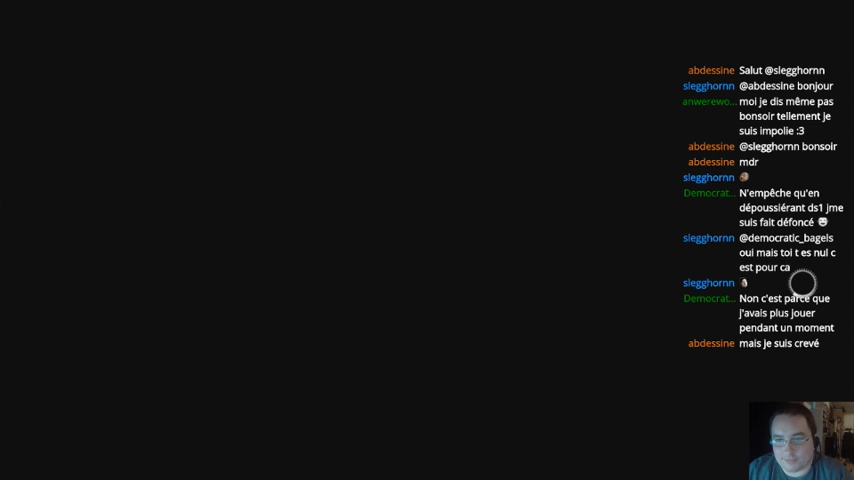 abdessine Salut @slegghornn
slegghornn @abdessine bonjour
anwerewo... moi je dis même pas
bonsoir tellement je
suis impolie :3
abdessine @slegghornn bonsoir
abdessine mdr
slegghornn
Democrat... N'empêche qu'en
dépoussiérant ds1 jme
suis fait défoncé
slegghornn @democratic_bagels
oui mais toi t es nul c
est pour ca
slegghornn
Democrat... Non c'est parce que
j'avais plus jouer
pendant un moment
abdessine mais je suis crevé